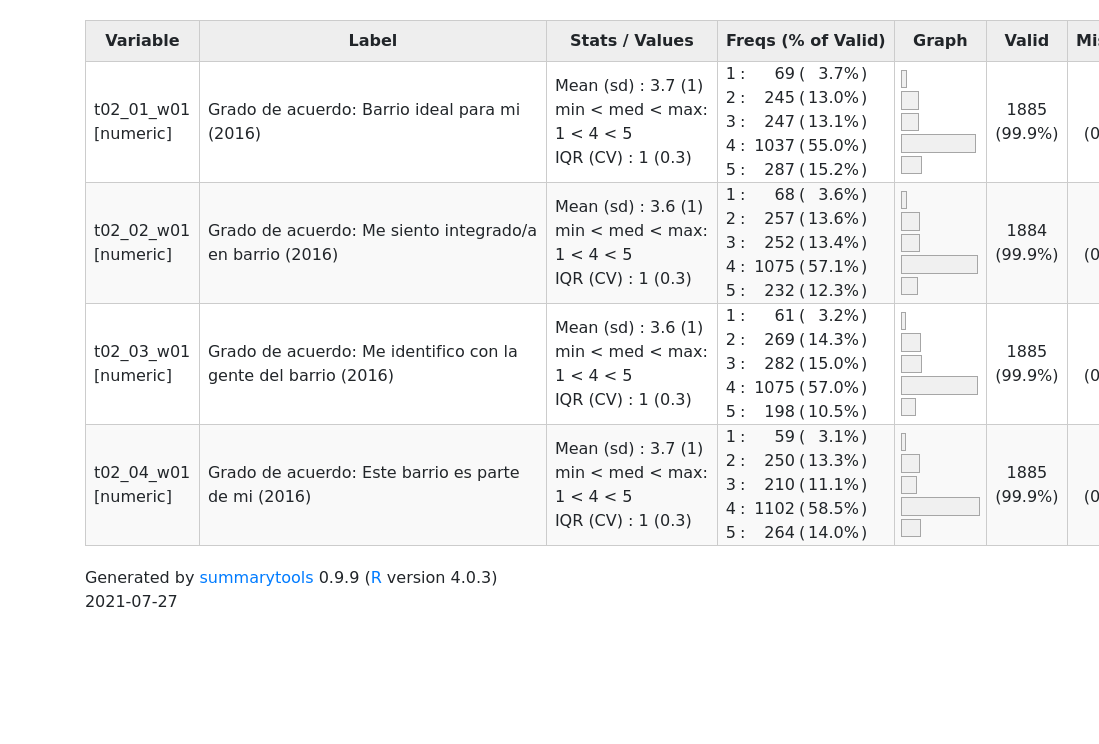 Variable Label Stats / Values Freqs (% of Valid) Graph Valid Mis
t02_01_w01
[numeric]
Grado de acuerdo: Barrio ideal para mi
(2016)
Mean (sd) : 3.7 (1)
min < med < max:
1 < 4 < 5
IQR (CV) : 1 (0.3)
1 : 69 ( 3.7% )
2 : 245 ( 13.0% )
3 : 247 ( 13.1% )
4 : 1037 ( 55.0% )
5 : 287 ( 15.2% )
1885
(99.9%)
(0
t02_02_w01
[numeric]
Grado de acuerdo: Me siento integrado/a
en barrio (2016)
Mean (sd) : 3.6 (1)
min < med < max:
1 < 4 < 5
IQR (CV) : 1 (0.3)
1 : 68 ( 3.6% )
2 : 257 ( 13.6% )
3 : 252 ( 13.4% )
4 : 1075 ( 57.1% )
5 : 232 ( 12.3% )
1884
(99.9%)
(0
t02_03_w01
[numeric]
Grado de acuerdo: Me identifico con la
gente del barrio (2016)
Mean (sd) : 3.6 (1)
min < med < max:
1 < 4 < 5
IQR (CV) : 1 (0.3)
1 : 61 ( 3.2% )
2 : 269 ( 14.3% )
3 : 282 ( 15.0% )
4 : 1075 ( 57.0% )
5 : 198 ( 10.5% )
1885
(99.9%)
(0
t02_04_w01
[numeric]
Grado de acuerdo: Este barrio es parte
de mi (2016)
Mean (sd) : 3.7 (1)
min < med < max:
1 < 4 < 5
IQR (CV) : 1 (0.3)
1 : 59 ( 3.1% )
2 : 250 ( 13.3% )
3 : 210 ( 11.1% )
4 : 1102 ( 58.5% )
5 : 264 ( 14.0% )
1885
(99.9%)
(0
Generated by summarytools 0.9.9 (R version 4.0.3)
2021-07-27